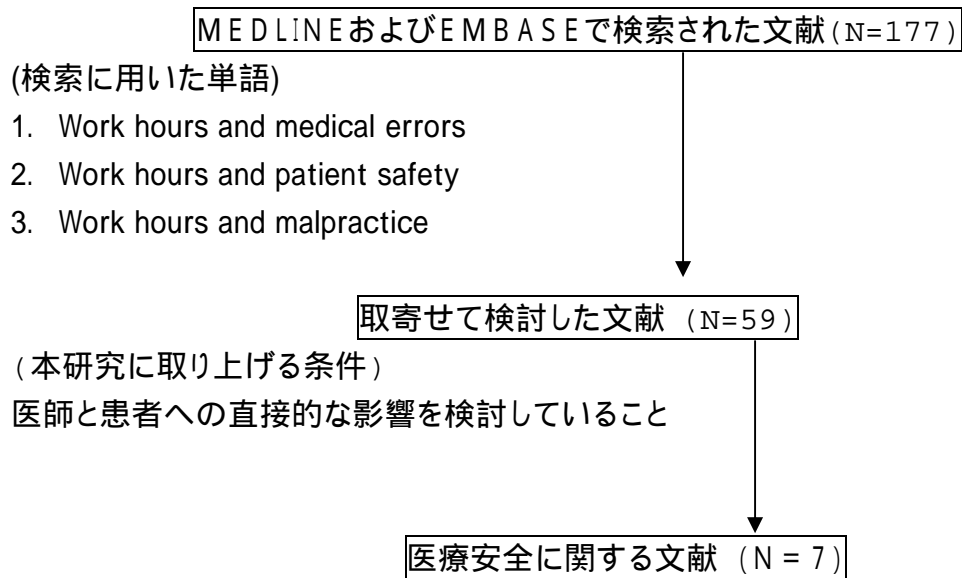 MEDLINEおよびEMBASEで検索された文献(N=177)
(検索に用いた単語)
1. Work hours and medical errors
2. Work hours and patient safety
3. Work hours and malpractice
取寄せて検討した文献 (N=59)
(本研究に取り上げる条件)
医師と患者への直接的な影響を検討していること
医療安全に関する文献 (N=7)